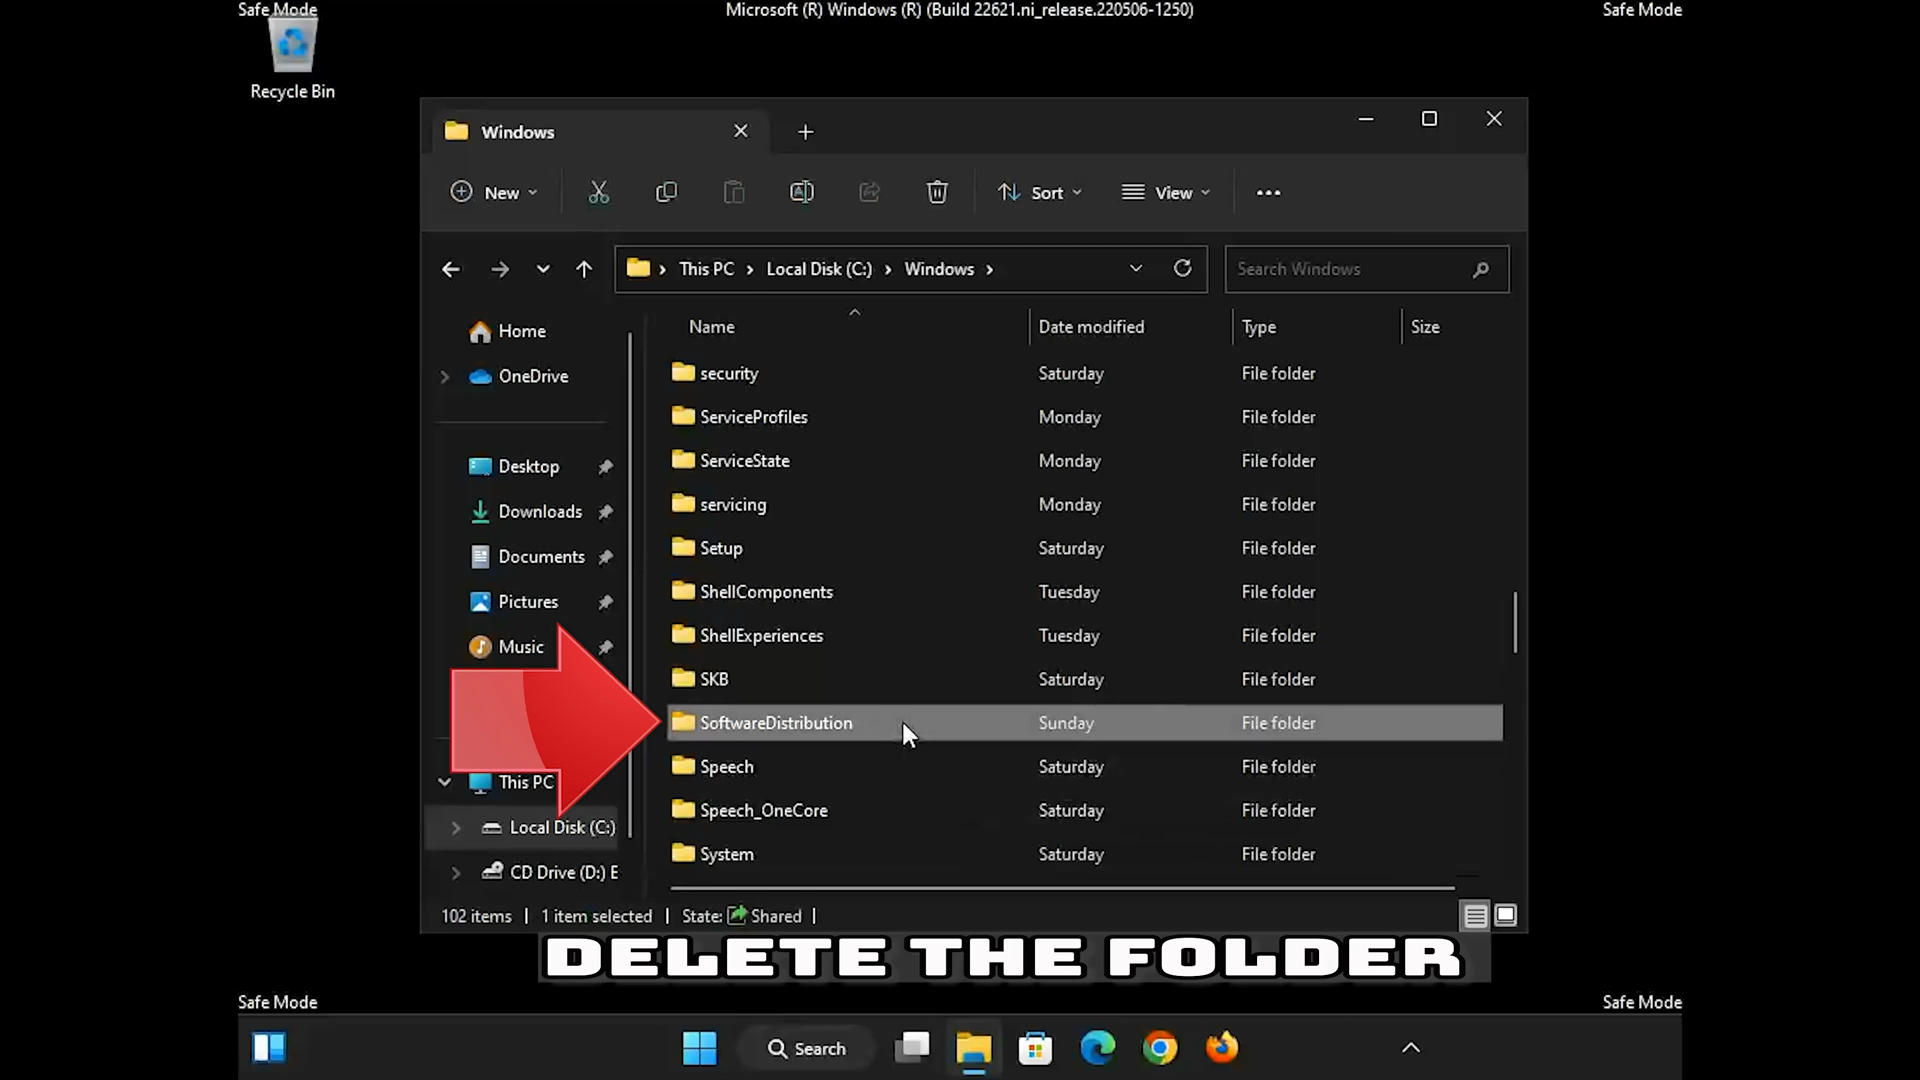 Safe Mode
Microsoft (R) Windows (R) (Build 22621.ni_release.220506-1250)
Safe Mode
Recycle Bin
Windows
New
Sort
View
This PC
Local Disk (C:)
Windows
Search Windows
Name
Date modified
Type
Size
Home
OneDrive
Desktop
Downloads
Documents
Pictures
Music
This PC
Local Disk (C:)
CD Drive (D:) E
security Saturday File folder
ServiceProfiles Monday File folder
ServiceState Monday File folder
servicing Monday File folder
Setup Saturday File folder
ShellComponents Tuesday File folder
ShellExperiences Tuesday File folder
SKB Saturday File folder
SoftwareDistribution Sunday File folder
Speech Saturday File folder
Speech_OneCore Saturday File folder
System Saturday File folder
102 items
1 item selected
State: Shared
DELETE THE FOLDER
Safe Mode
Safe Mode
Search